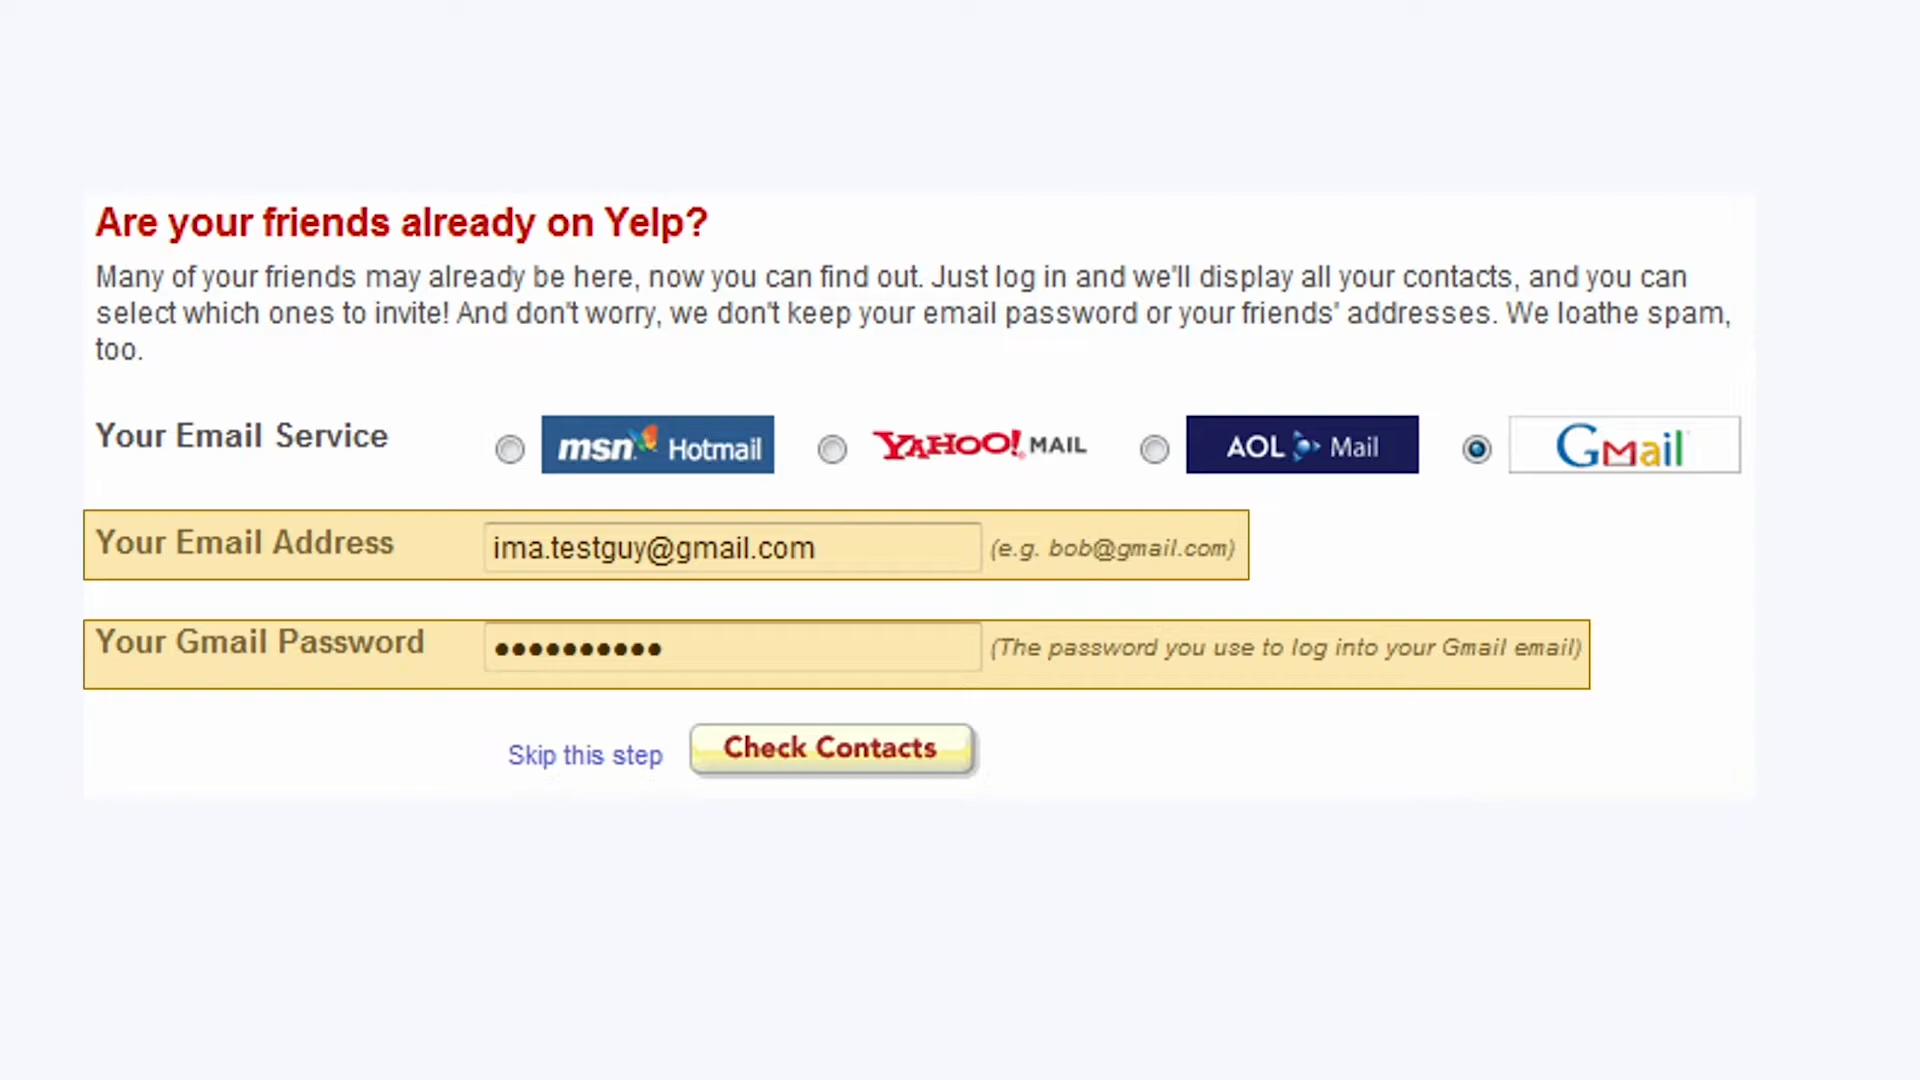 Are your friends already on Yelp?
Many of your friends may already be here, now you can find out. Just log in and we'll display all your contacts, and you can
select which ones to invite! And don't worry, we don't keep your email password or your friends' addresses. We loathe spam,
too.
Your Email Service msn Hotmail YAHOO! MAIL AOL Mail Gmail
Your Email Address ima.testguy@gmail.com (e.g. bob@gmail.com)
Your Gmail Password •••••••••• (The password you use to log into your Gmail email)
Skip this step Check Contacts